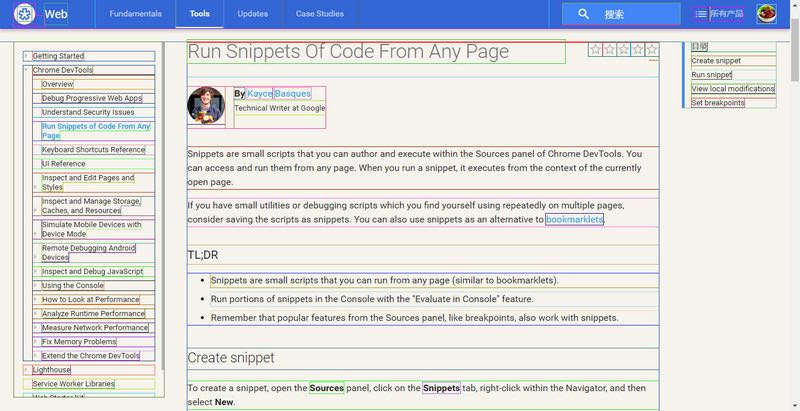 Web
Fundamentals
Tools
Updates
Case Studies
搜索
所有产品
Getting Started
Chrome DevTools
Overview
Debug Progressive Web Apps
Understand Security Issues
Run Snippets of Code From Any
Page
Keyboard Shortcuts Reference
UI Reference
Inspect and Edit Pages and
Styles
Inspect and Manage Storage,
Caches, and Resources
Simulate Mobile Devices with
Device Mode
Remote Debugging Android
Devices
Inspect and Debug JavaScript
Using the Console
How to Look at Performance
Analyze Runtime Performance
Measure Network Performance
Fix Memory Problems
Extend the Chrome DevTools
Lighthouse
Service Worker Libraries
Web Starter Kit
Run Snippets Of Code From Any Page
By Kayce Basques
Technical Writer at Google
Snippets are small scripts that you can author and execute within the Sources panel of Chrome DevTools. You
can access and run them from any page. When you run a snippet, it executes from the context of the currently
open page.
If you have small utilities or debugging scripts which you find yourself using repeatedly on multiple pages,
consider saving the scripts as snippets. You can also use snippets as an alternative to bookmarklets.
TL;DR
Snippets are small scripts that you can run from any page (similar to bookmarklets).
Run portions of snippets in the Console with the "Evaluate in Console" feature.
Remember that popular features from the Sources panel, like breakpoints, also work with snippets.
Create snippet
To create a snippet, open the Sources panel, click on the Snippets tab, right-click within the Navigator, and then
select New.
目录
Create snippet
Run snippet
View local modifications
Set breakpoints